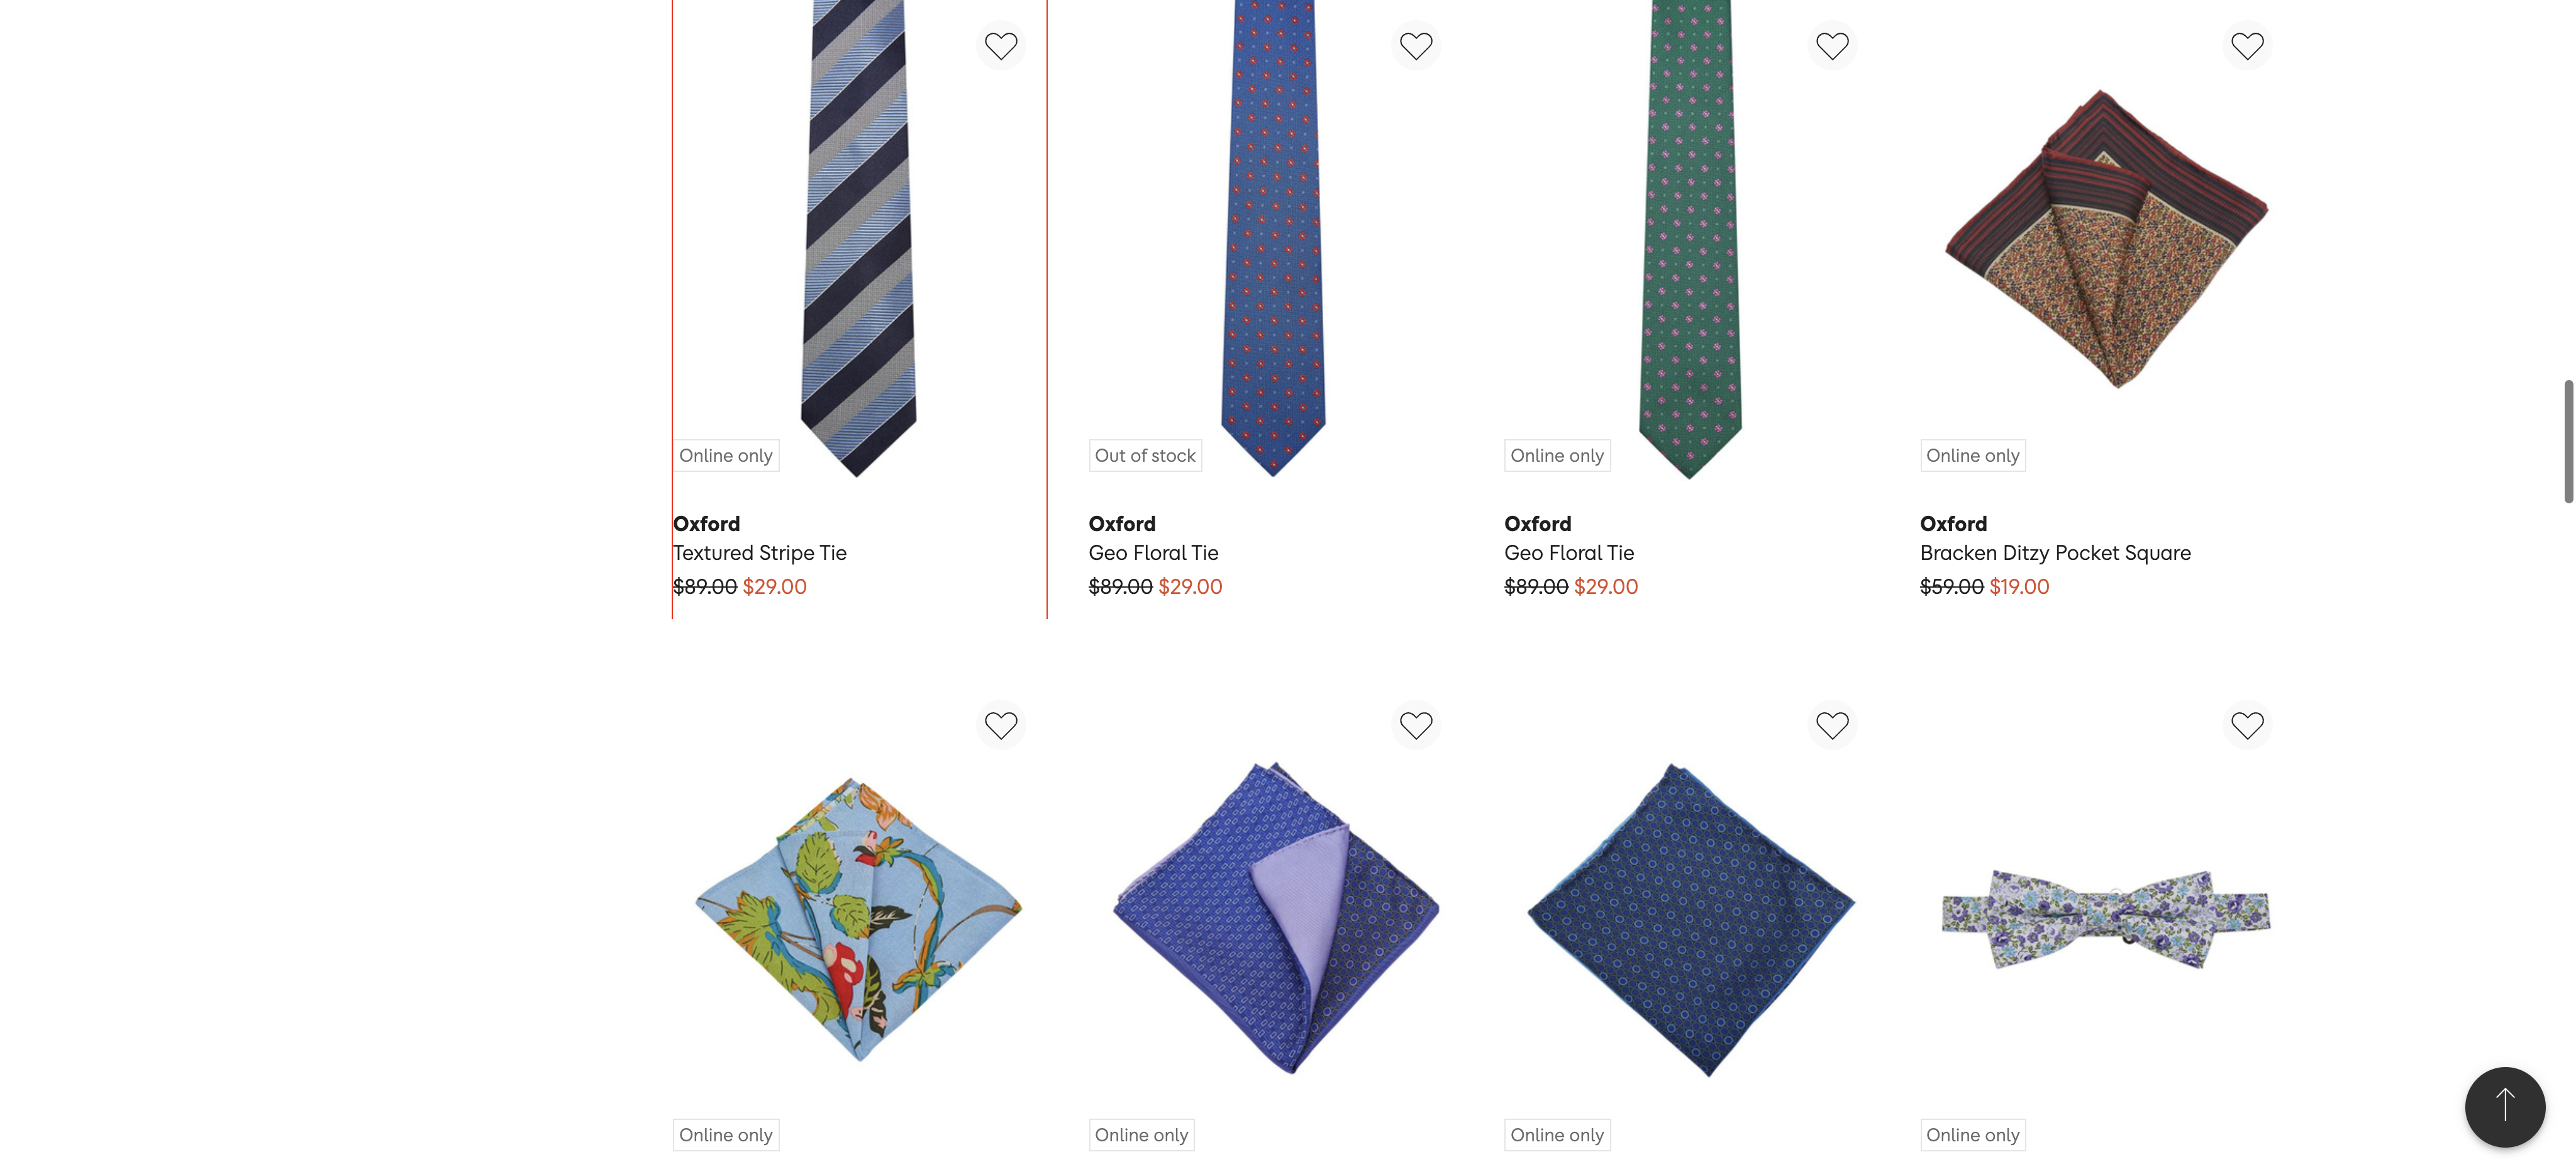 Online only
Out of stock
Online only
Online only
Oxford
Textured Stripe Tie
$89.00 $29.00
Oxford
Geo Floral Tie
$89.00 $29.00
Oxford
Geo Floral Tie
$89.00 $29.00
Oxford
Bracken Ditzy Pocket Square
$59.00 $19.00
Online only
Online only
Online only
Online only